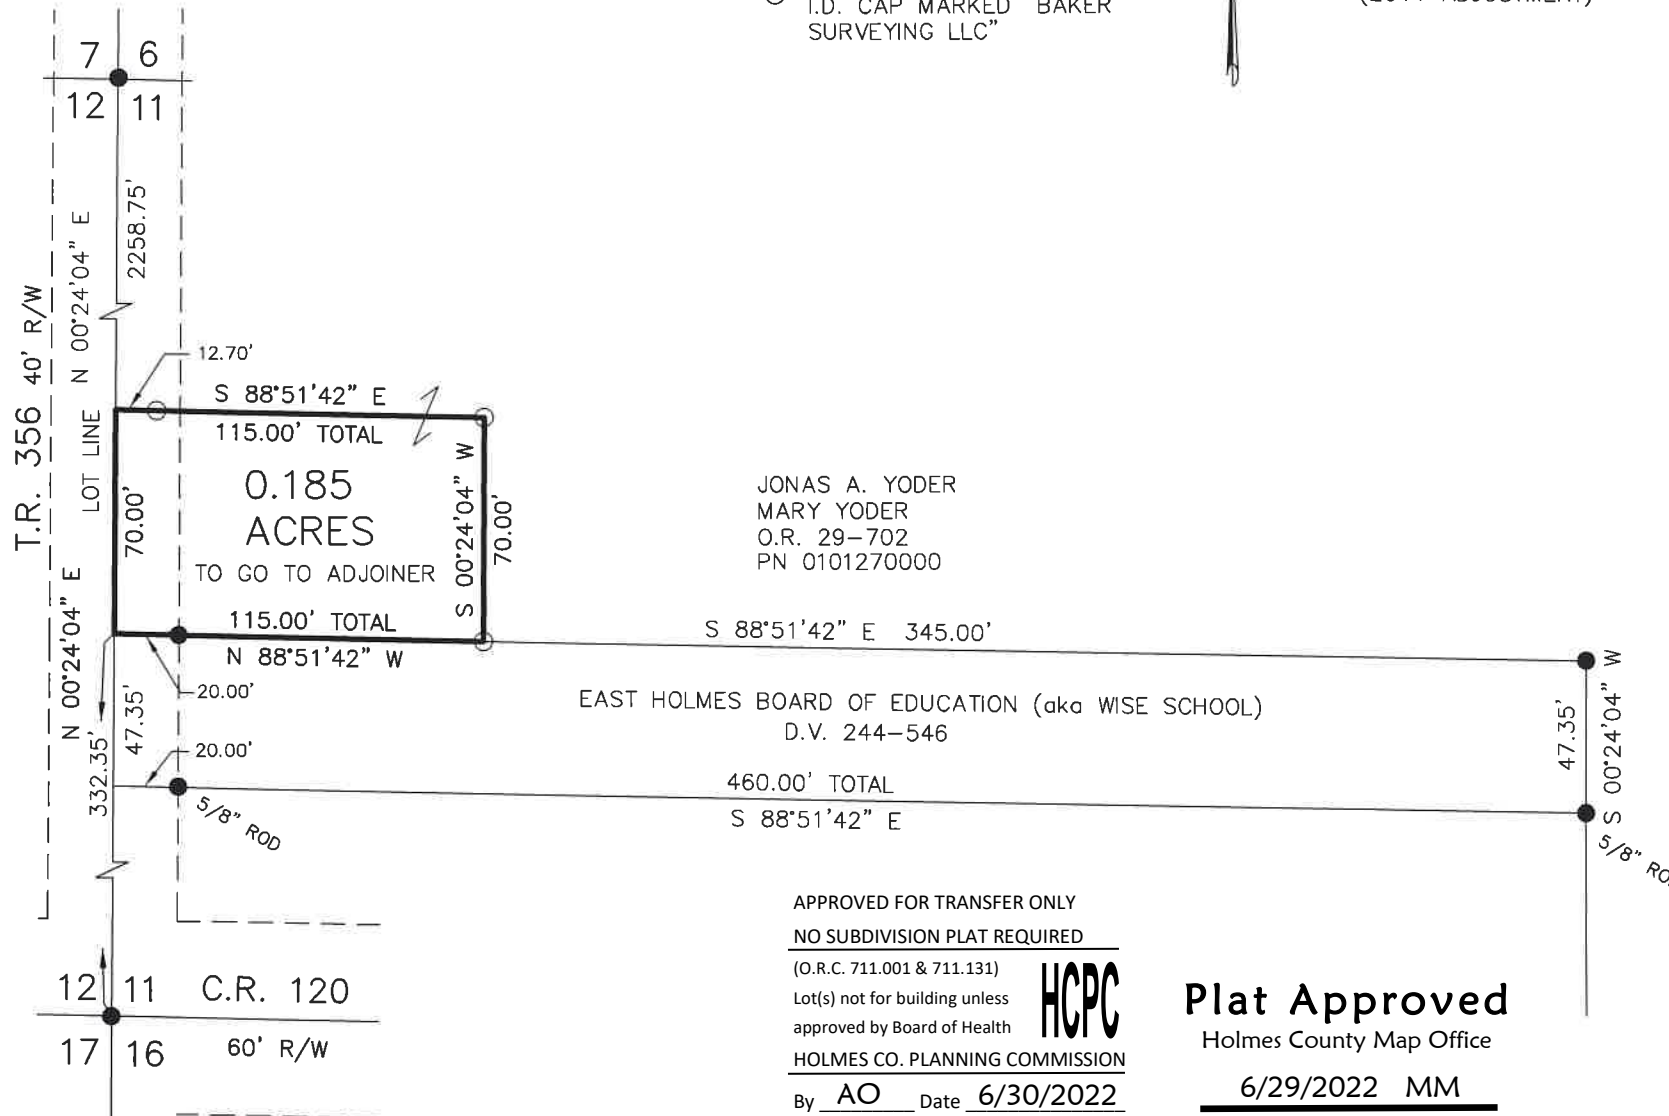 I.D. CAP MARKED "BAKER
SURVEYING LLC"
7 6
12 11
2258.75'
N 00°24'04" E
LOT LINE
T.R. 356 40' R/W
12.70'
S 88°51'42" E
115.00' TOTAL
70.00'
0.185
ACRES
TO GO TO ADJOINER
S 00°24'04" W
70.00'
115.00' TOTAL
N 88°51'42" W
JONAS A. YODER
MARY YODER
O.R. 29-702
PN 0101270000
S 88°51'42" E 345.00'
N 00°24'04" E
20.00'
47.35'
332.35'
EAST HOLMES BOARD OF EDUCATION (aka WISE SCHOOL)
D.V. 244-546
47.35'
S 00°24'04" W
20.00'
460.00' TOTAL
S 88°51'42" E
5/8" ROD
5/8" RO
APPROVED FOR TRANSFER ONLY
NO SUBDIVISION PLAT REQUIRED
(O.R.C. 711.001 & 711.131)
Lot(s) not for building unless
approved by Board of Health
HCPC
HOLMES CO. PLANNING COMMISSION
By AO Date 6/30/2022
Plat Approved
Holmes County Map Office
6/29/2022 MM
12 11 C.R. 120
17 16 60' R/W